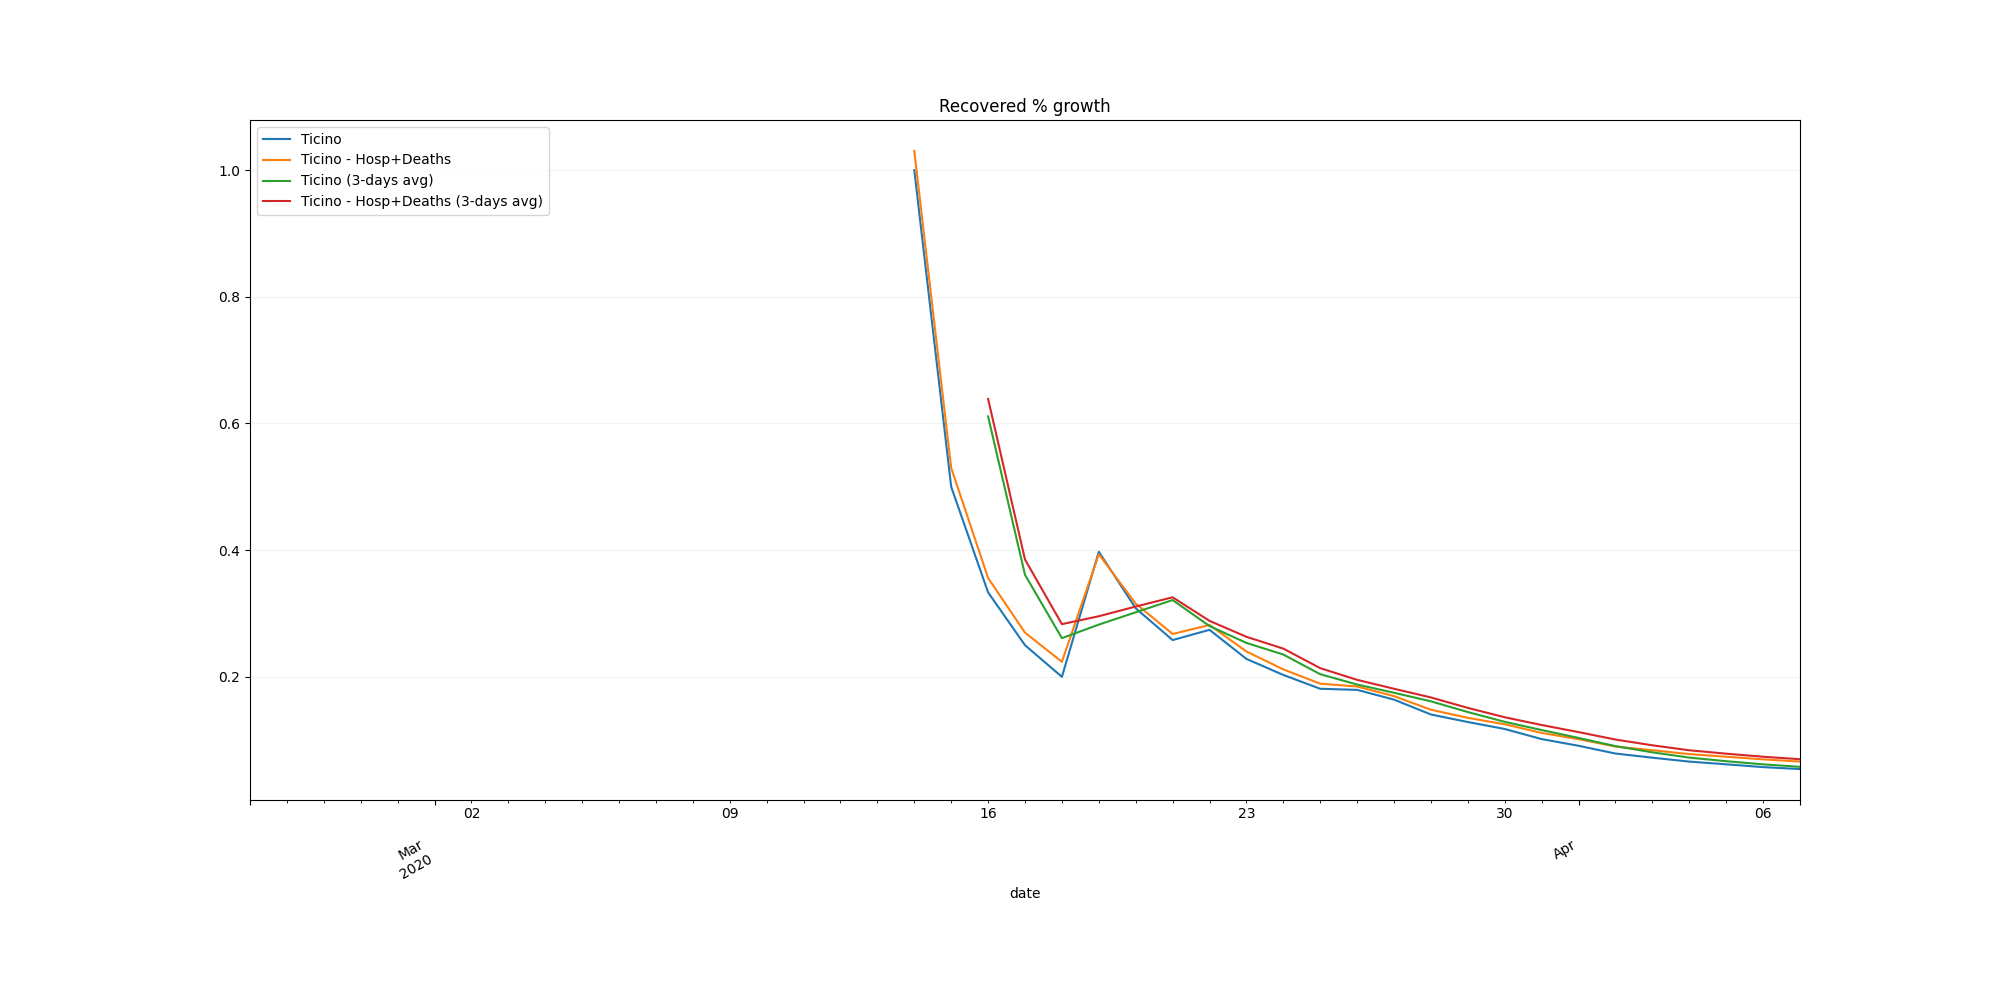 Recovered % growth
Ticino
Ticino - Hosp+Deaths
Ticino (3-days avg)
Ticino - Hosp+Deaths (3-days avg)
1.0
0.8
0.6
0.4
0.2
02
09
16
23
30
06
Mar
2020
Apr
date